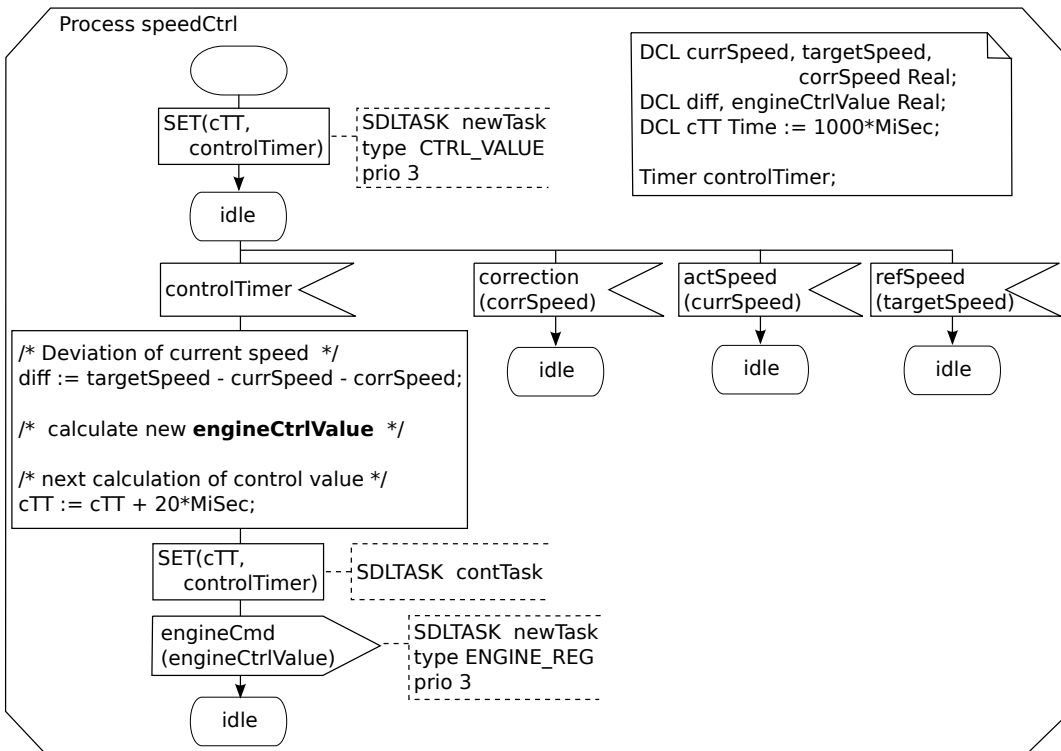 Process speedCtrl
DCL currSpeed, targetSpeed,
corrSpeed Real;
DCL diff, engineCtrlValue Real;
DCL cTT Time := 1000*MiSec;
Timer controlTimer;
SET(cTT,
controlTimer)
SDLTASK newTask
type CTRL_VALUE
prio 3
idle
controlTimer
correction
(corrSpeed)
actSpeed
(currSpeed)
refSpeed
(targetSpeed)
idle
idle
idle
/* Deviation of current speed */
diff := targetSpeed - currSpeed - corrSpeed;
/* calculate new engineCtrlValue */
/* next calculation of control value */
cTT := cTT + 20*MiSec;
SET(cTT,
controlTimer)
SDLTASK contTask
engineCmd
(engineCtrlValue)
SDLTASK newTask
type ENGINE_REG
prio 3
idle